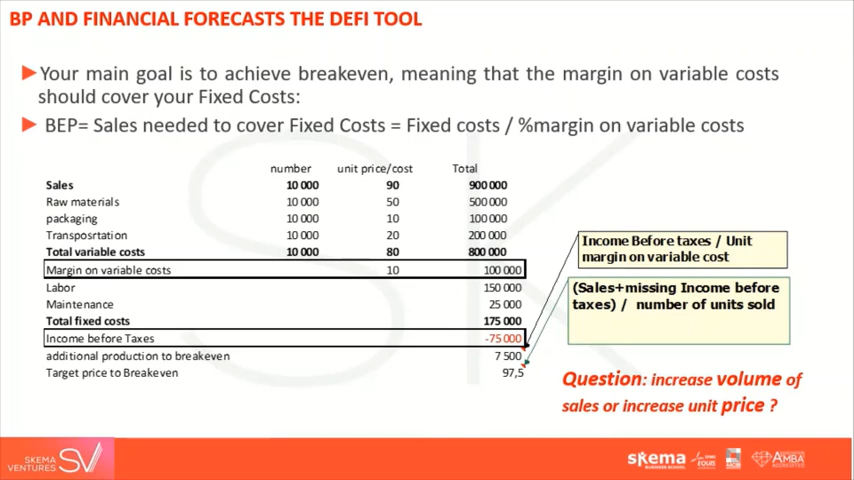 BP AND FINANCIAL FORECASTS THE DEFI TOOL
Your main goal is to achieve breakeven, meaning that the margin on variable costs
should cover your Fixed Costs:
BEP= Sales needed to cover Fixed Costs = Fixed costs / %margin on variable costs
number unit price/cost Total
Sales 10 000 90 900 000
Raw materials 10 000 50 500 000
packaging 10 000 10 100 000
Transposrtation 10 000 20 200 000
Total variable costs 10 000 80 800 000
Margin on variable costs 10 100 000
Labor 150 000
Maintenance 25 000
Total fixed costs 175 000
Income before Taxes -75 000
additional production to breakeven 7 500
Target price to Breakeven 97,5
Income Before taxes / Unit
margin on variable cost
(Sales+missing Income before
taxes) / number of units sold
Question: increase volume of
sales or increase unit price ?
SKEMA
VENTURES SV
skema
BUSINESS SCHOOL
EQUIS
AMBA
ACCREDITED